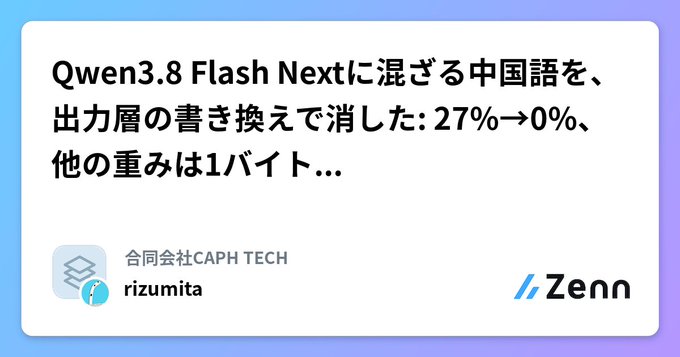 Qwen3.8 Flash Nextに混ざる中国語を、
出力層の書き換えで消した: 27%→0%、
他の重みは1バイト...
合同会社CAPH TECH
rizumita
Zenn